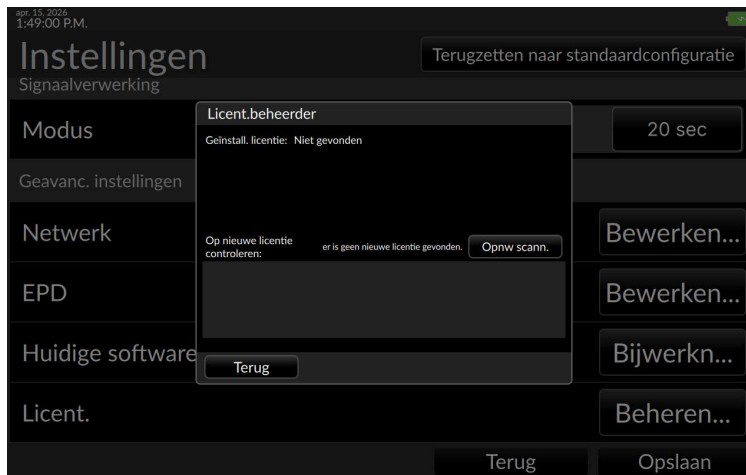 apr. 15, 2026
1:49:00 P.M.
Instellingen
Terugzetten naar standaardconfiguratie
Signaalverwerking
Modus
20 sec
Licent.beheerder
Geïnstall. licentie: Niet gevonden
Geavanc. instellingen
Netwerk
Bewerken...
Op nieuwe licentie
controleren:
er is geen nieuwe licentie gevonden.
Opnw scann.
EPD
Bewerken...
Huidige software
Bijwerkn...
Terug
Licent.
Beheren...
Terug
Opslaan